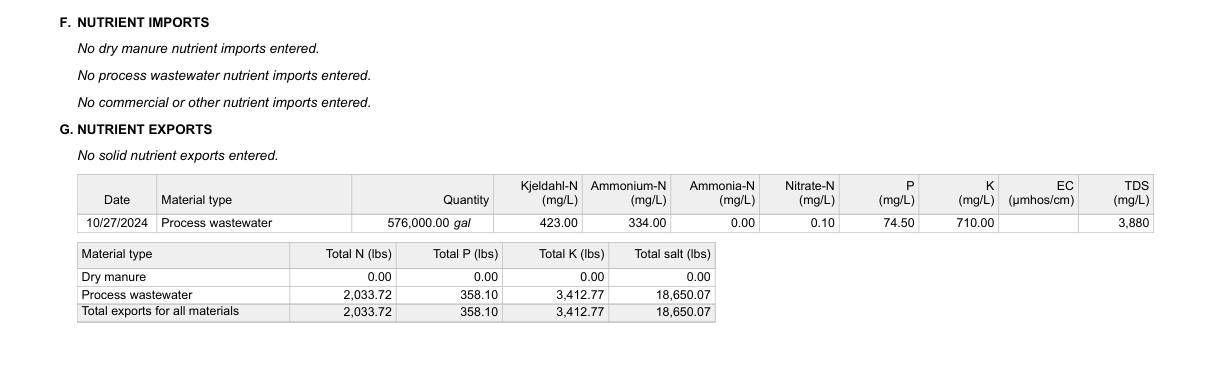 F. NUTRIENT IMPORTS
No dry manure nutrient imports entered.
No process wastewater nutrient imports entered.
No commercial or other nutrient imports entered.
G. NUTRIENT EXPORTS
No solid nutrient exports entered.
Date Material type Quantity Kjeldahl-N (mg/L) Ammonium-N (mg/L) Ammonia-N (mg/L) Nitrate-N (mg/L) P (mg/L) K (mg/L) EC (µmhos/cm) TDS (mg/L)
10/27/2024 Process wastewater 576,000.00 gal 423.00 334.00 0.00 0.10 74.50 710.00 3,880
Material type Total N (lbs) Total P (lbs) Total K (lbs) Total salt (lbs)
Dry manure 0.00 0.00 0.00 0.00
Process wastewater 2,033.72 358.10 3,412.77 18,650.07
Total exports for all materials 2,033.72 358.10 3,412.77 18,650.07